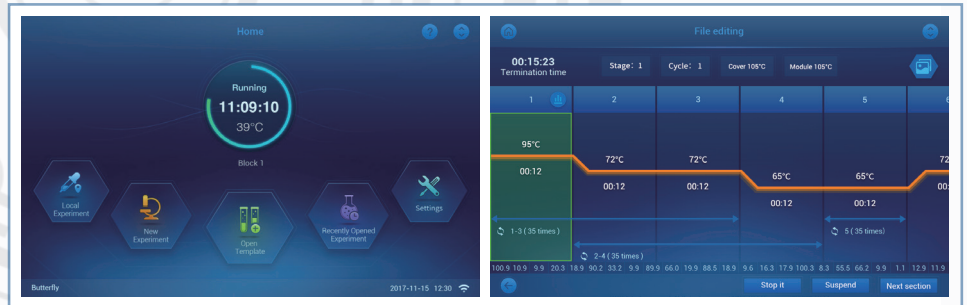 Home
?
Running
11:09:10
39°C
Block 1
Local
Experiment
New
Experiment
Open
Template
Recently Opened
Experiment
Settings
Butterfly
2017-11-15 12:30
File editing
00:15:23
Termination time
Stage: 1
Cycle: 1
Cover 105°C
Module 105°C
1
2
3
4
5
6
95°C
00:12
72°C
00:12
72°C
00:12
65°C
00:12
65°C
00:12
72
00:
1-3 ( 35 times )
5 ( 35 times)
2-4 ( 35 times )
100.9 10.9 9.9 20.3 18.9 90.2 33.2 9.9 89.9 66.0 19.9 88.5 18.9 9.6 16.3 17.9 100.3 8.3 55.5 66.2 9.9 1.1 12.9 11.9
Stop it
Suspend
Next section